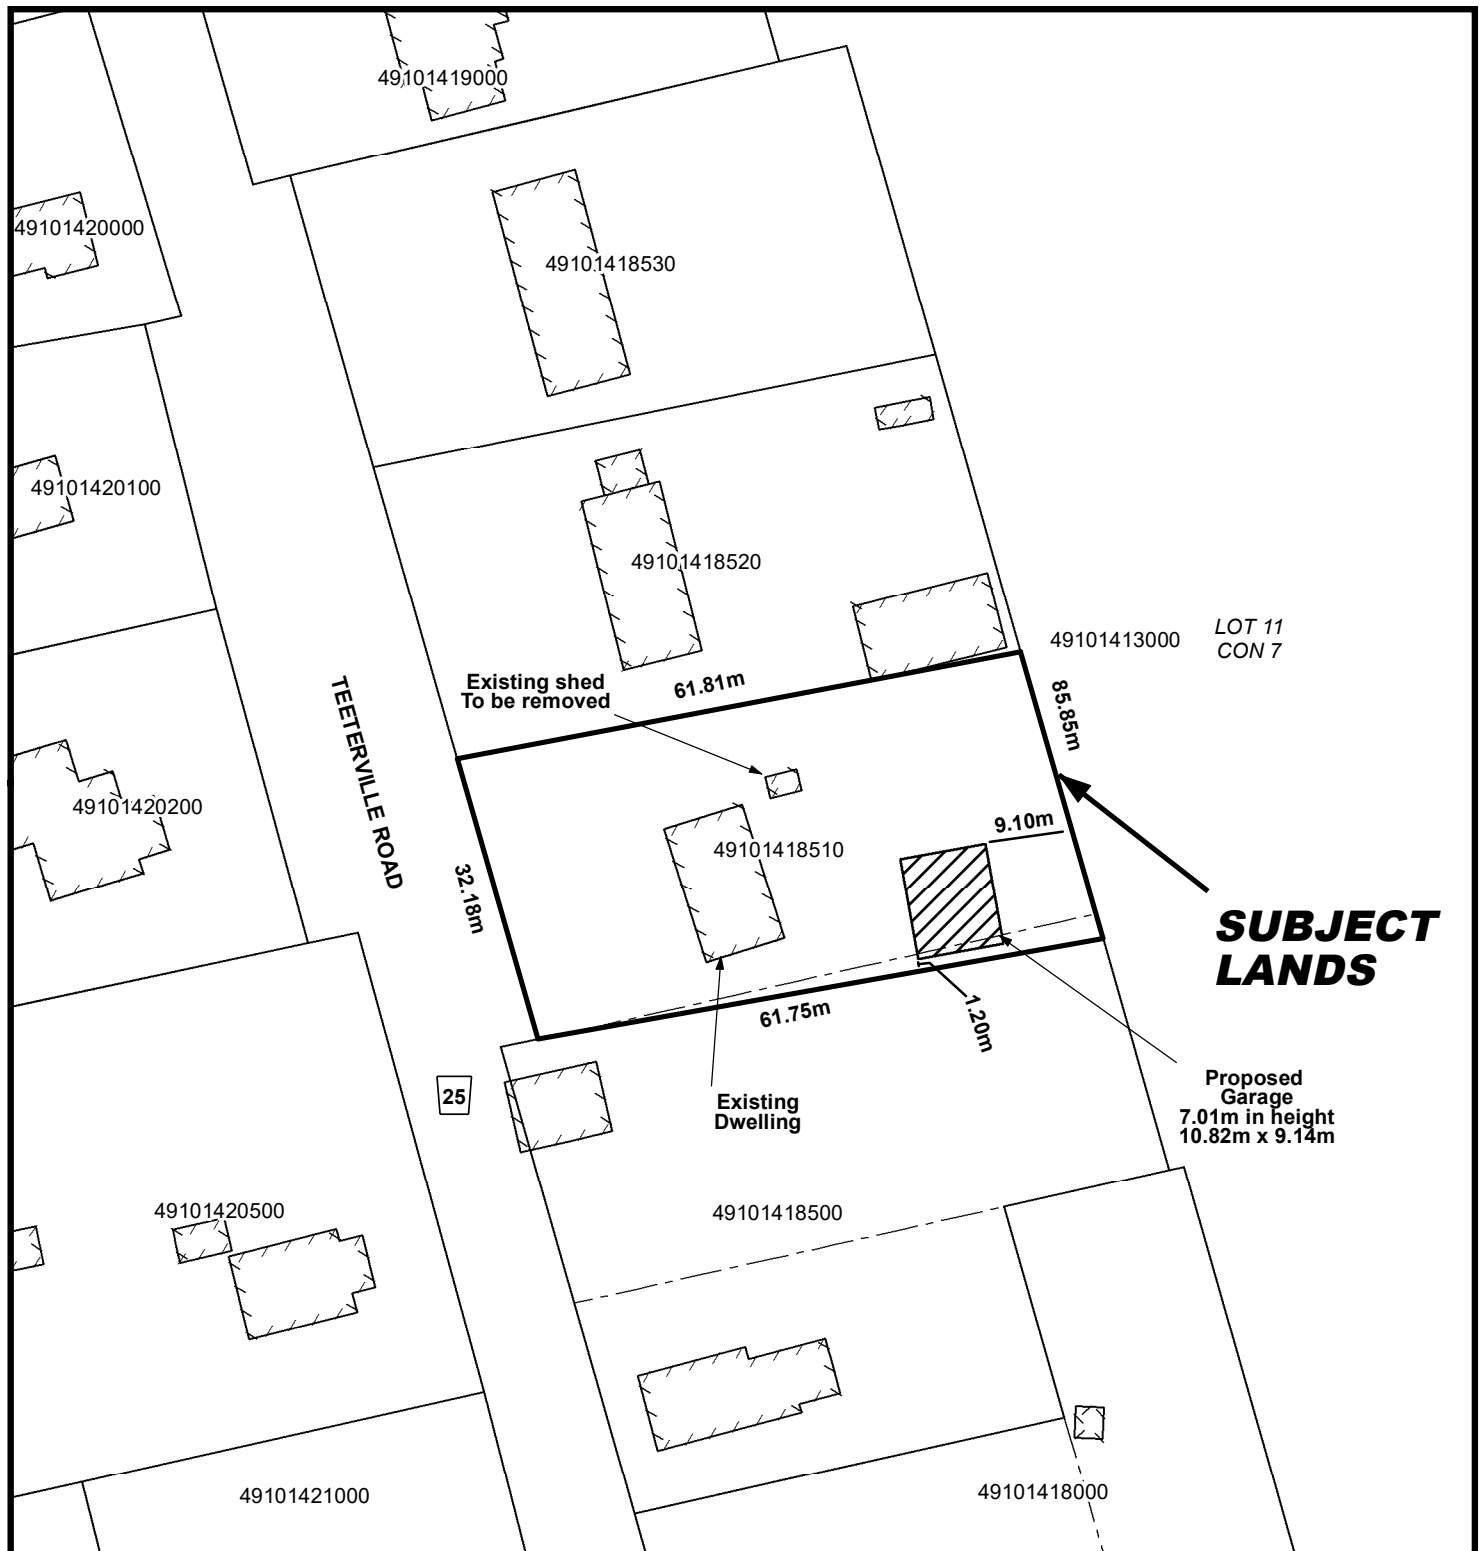 49101419000
49101420000
49101418530
49101420100
49101418520
49101413000
LOT 11
CON 7
Existing shed
To be removed
61.81m
85.85m
TEETERVILLE ROAD
49101420200
9.10m
49101418510
32.18m
SUBJECT
LANDS
61.75m
1.20m
25
Existing
Dwelling
Proposed
Garage
7.01m in height
10.82m x 9.14m
49101420500
49101418500
49101421000
49101418000